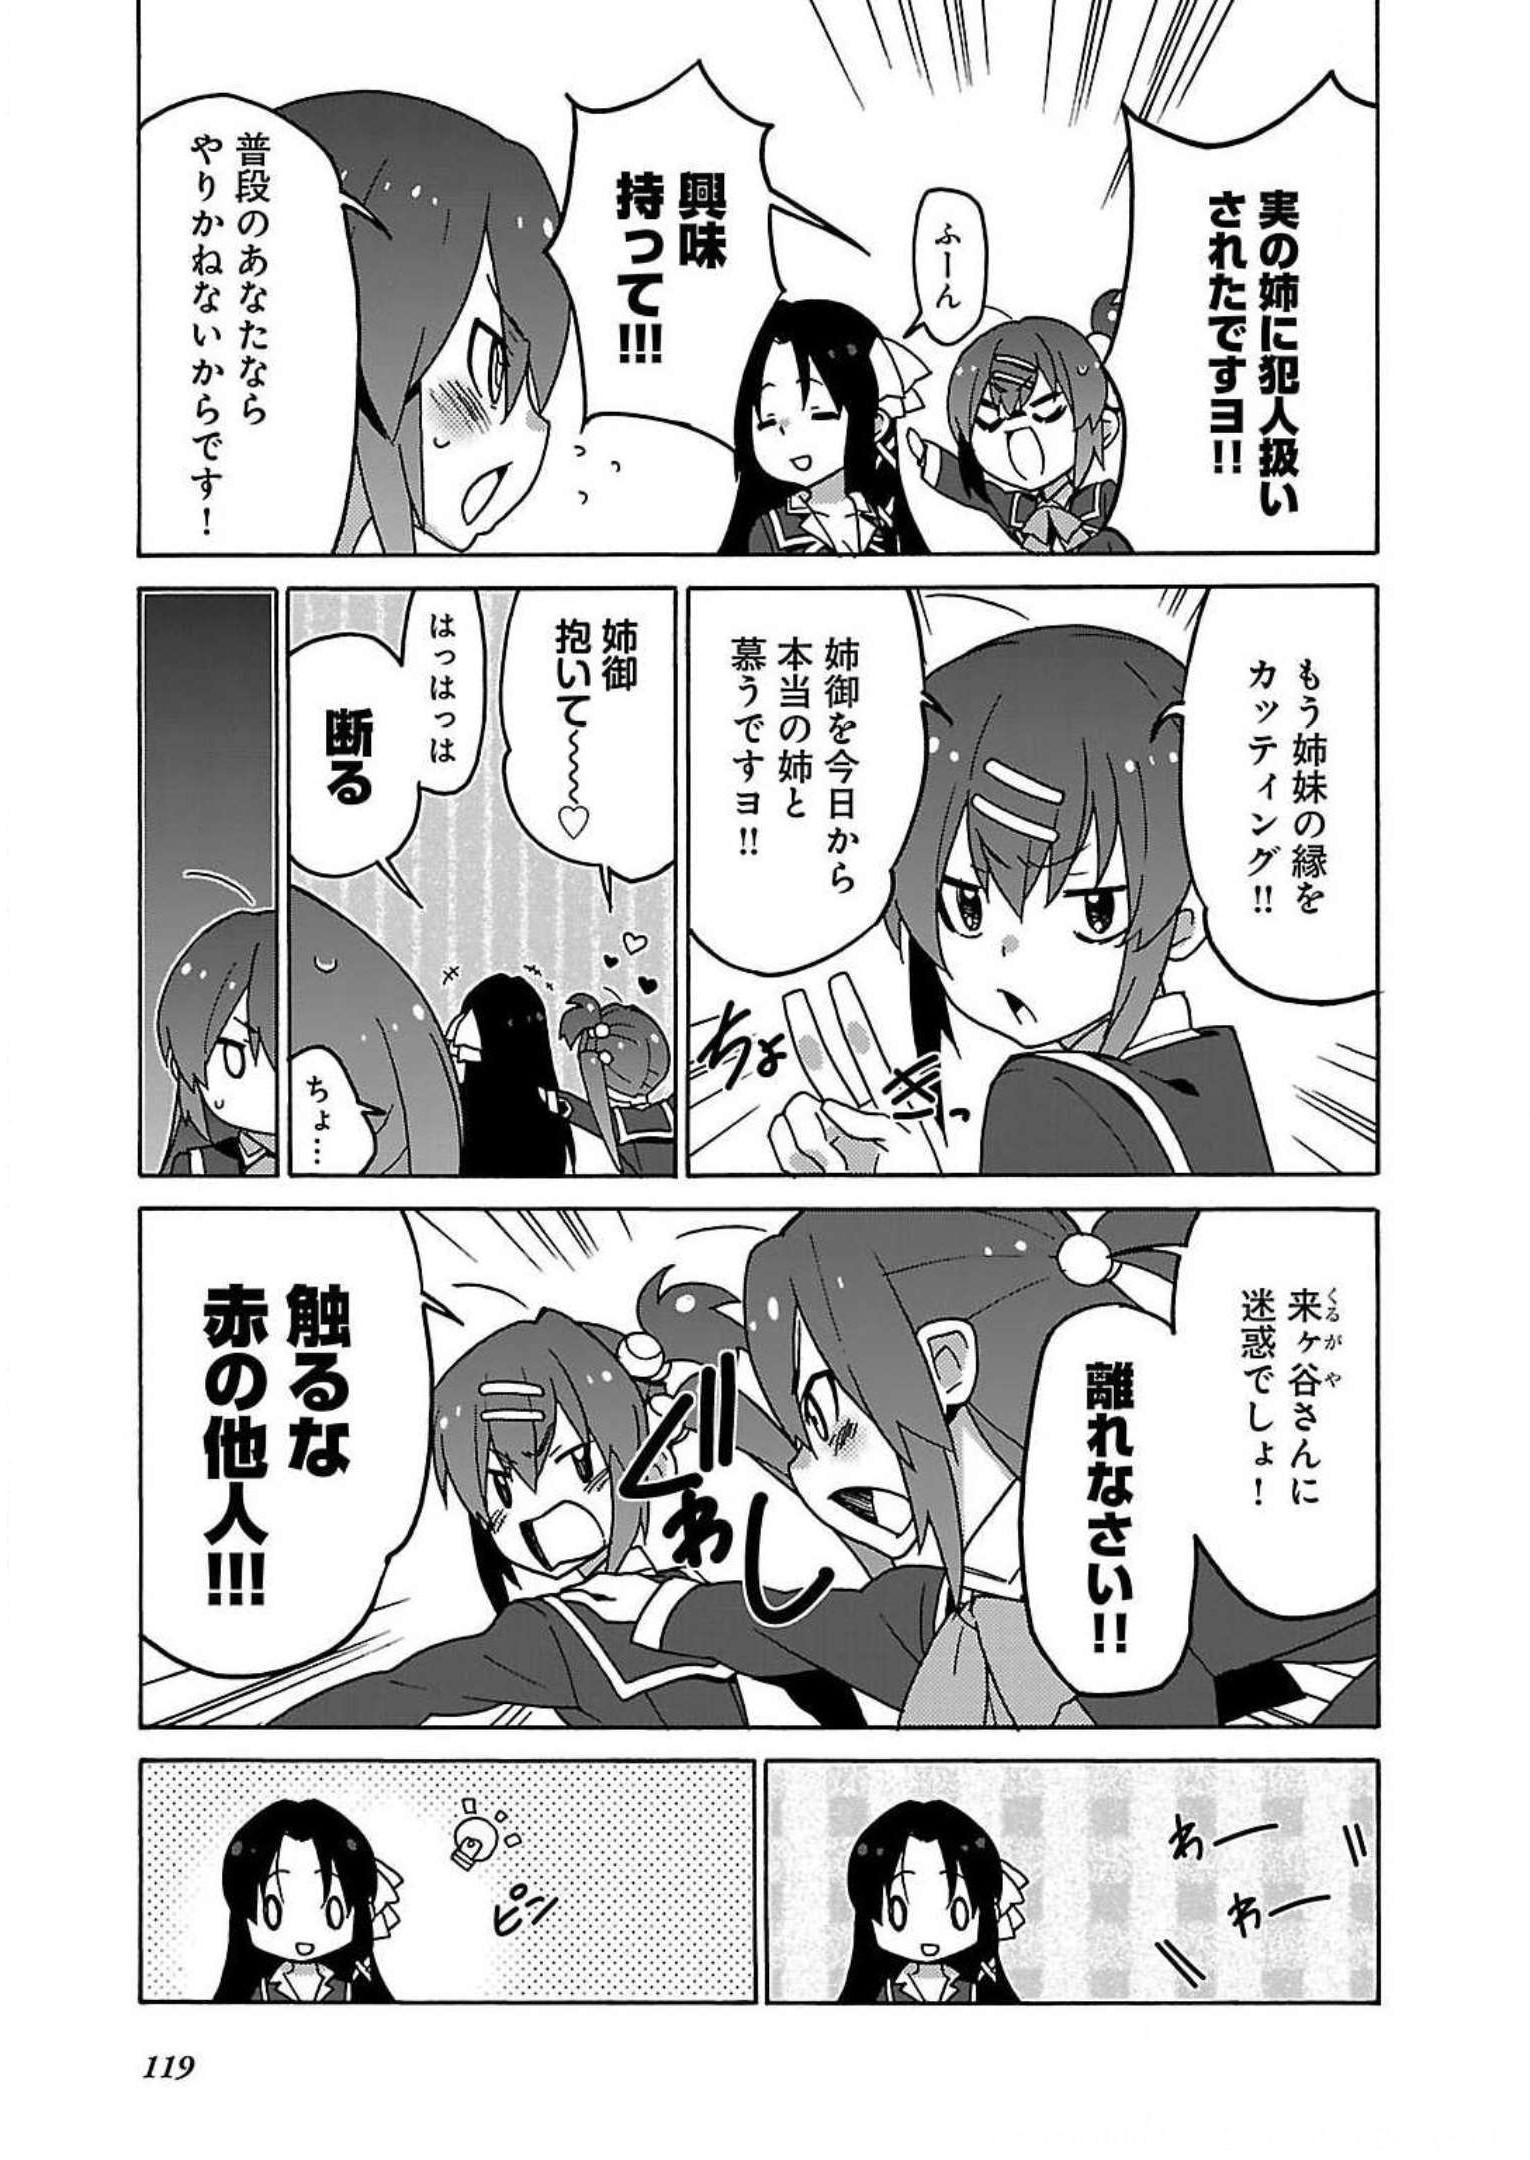 実の姉に犯人扱い
されたですヨ!!
ふーん
興味
持って!!!
普段のあなたなら
やりかねないからです!
もう姉妹の縁を
カッティング!!
姉御を今日から
本当の姉と
慕うですヨ!!
ちょ
きっ
姉御
抱いて〜〜〜♡
はっはっは
断る
ちょ…
来ヶ谷さんに
くるがや
迷惑でしょ!
離れなさい!!
ぐわし
触るな
赤の他人!!!
わー
わー
ピン
119